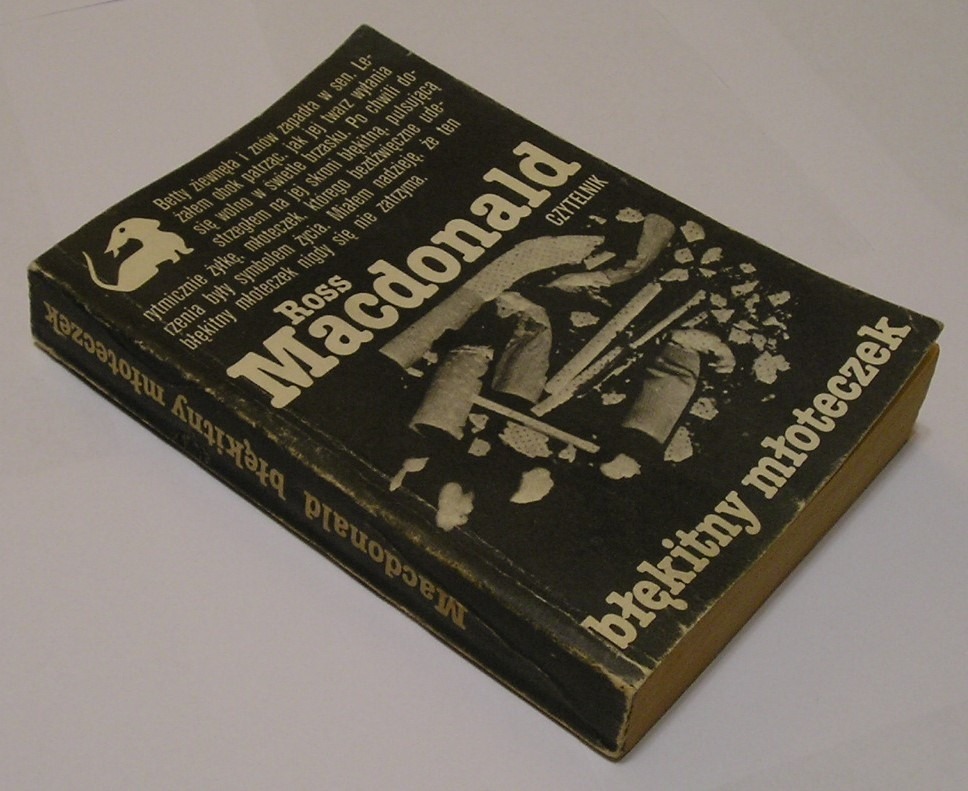 Betty ziewnęła i znów zapadła w sen. Le-
żałem obok patrząc, jak jej twarz wyłania
się wolno w świetle brzasku. Po chwili do-
strzegłem na jej skroni błękitną, pulsującą
rytmicznie żyłkę, młoteczek, którego bezdźwięczne ude-
rzenia były symbolem życia. Miałem nadzieję, że ten
błękitny młoteczek nigdy się nie zatrzyma.
Ross
Macdonald
CZYTELNIK
błękitny młoteczek
Macdonald błękitny młoteczek